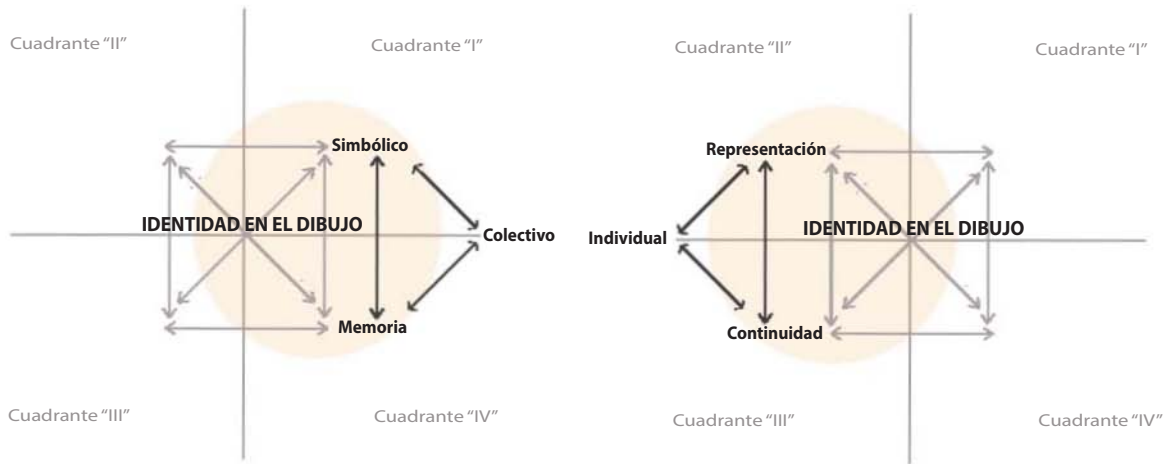 Cuadrante "II"
Cuadrante "I"
Simbólico
IDENTIDAD EN EL DIBUJO
Colectivo
Memoria
Cuadrante "III"
Cuadrante "IV"
Cuadrante "II"
Cuadrante "I"
Representación
Individual
IDENTIDAD EN EL DIBUJO
Continuidad
Cuadrante "III"
Cuadrante "IV"